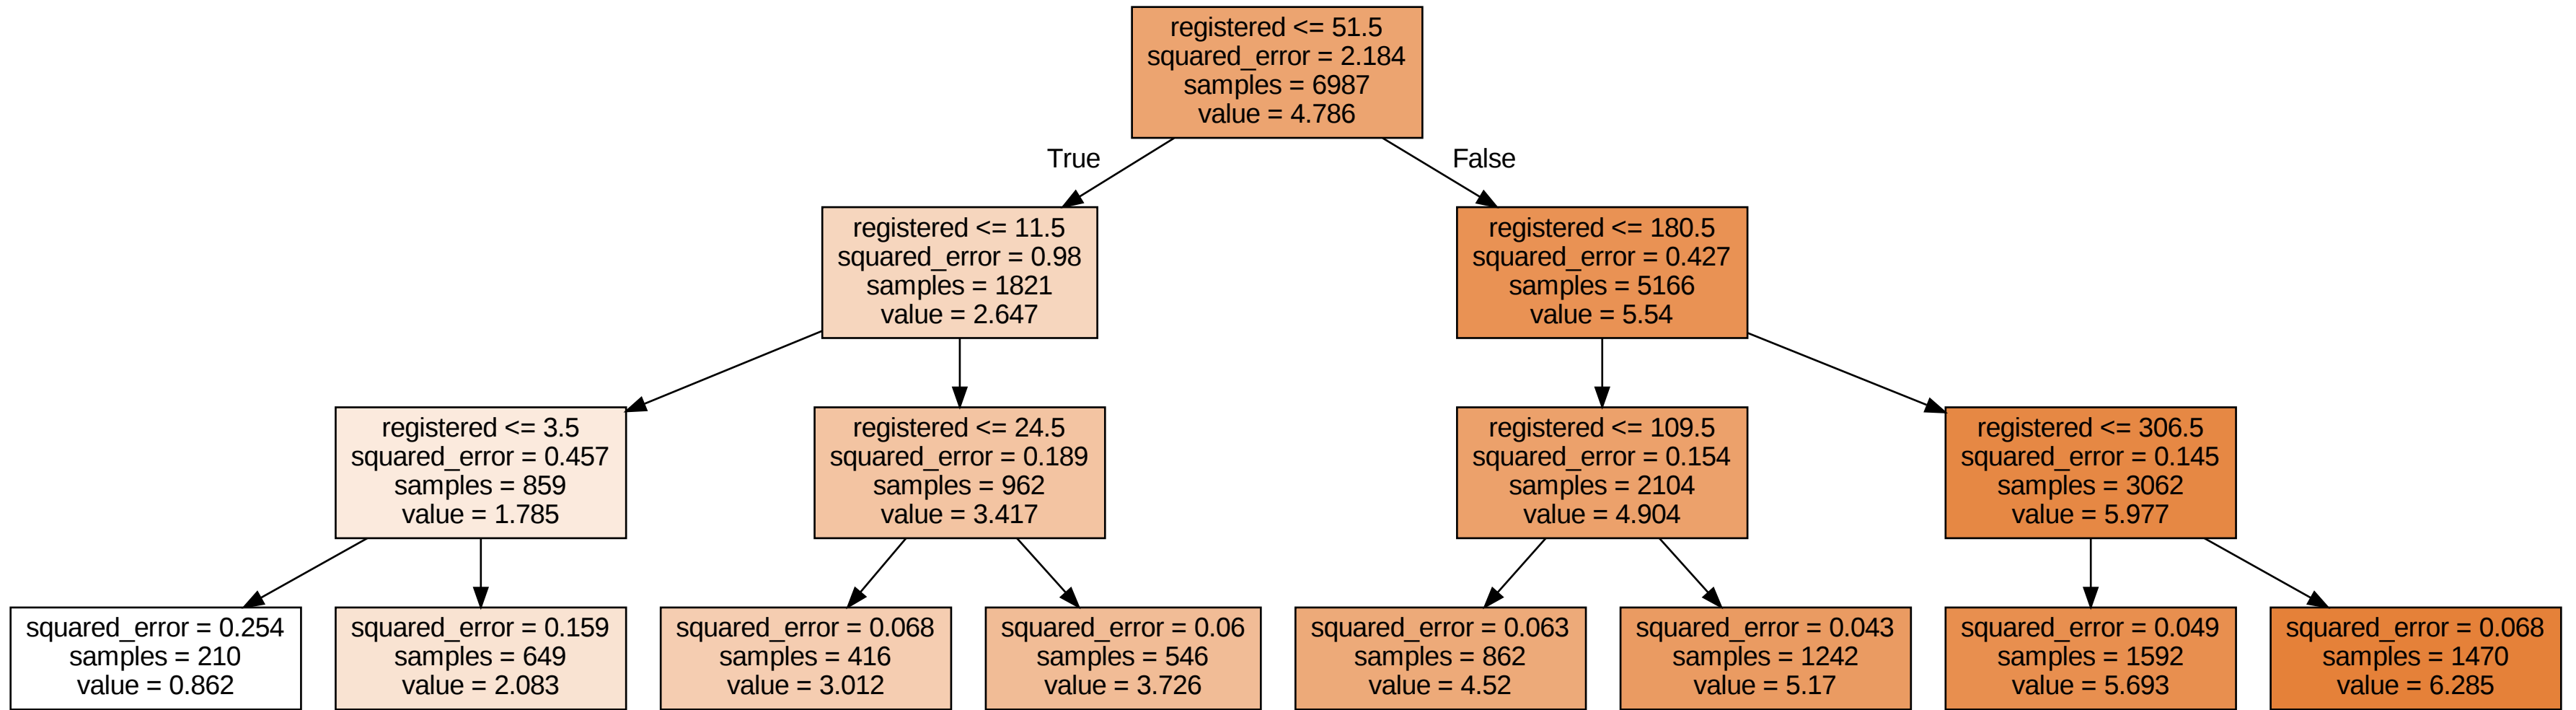 registered <= 51.5
squared_error = 2.184
samples = 6987
value = 4.786
True
False
registered <= 11.5
squared_error = 0.98
samples = 1821
value = 2.647
registered <= 180.5
squared_error = 0.427
samples = 5166
value = 5.54
registered <= 3.5
squared_error = 0.457
samples = 859
value = 1.785
registered <= 24.5
squared_error = 0.189
samples = 962
value = 3.417
registered <= 109.5
squared_error = 0.154
samples = 2104
value = 4.904
registered <= 306.5
squared_error = 0.145
samples = 3062
value = 5.977
squared_error = 0.254
samples = 210
value = 0.862
squared_error = 0.159
samples = 649
value = 2.083
squared_error = 0.068
samples = 416
value = 3.012
squared_error = 0.06
samples = 546
value = 3.726
squared_error = 0.063
samples = 862
value = 4.52
squared_error = 0.043
samples = 1242
value = 5.17
squared_error = 0.049
samples = 1592
value = 5.693
squared_error = 0.068
samples = 1470
value = 6.285